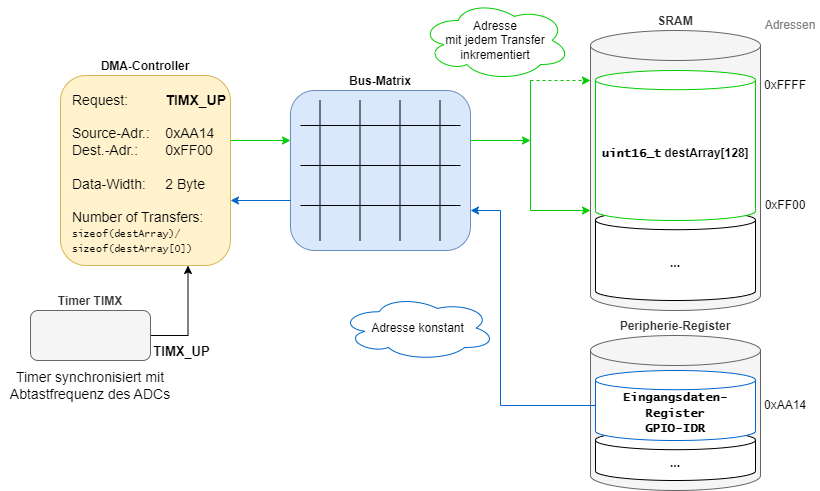 Adresse
mit jedem Transfer
inkrementiert
SRAM
Adressen
DMA-Controller
Request: TIMX_UP
Source-Adr.: 0xAA14
Dest.-Adr.: 0xFF00
Data-Width: 2 Byte
Number of Transfers:
sizeof(destArray)/
sizeof(destArray[0])
Bus-Matrix
0xFFFF
uint16_t destArray[128]
0xFF00
...
Timer TIMX
TIMX_UP
Timer synchronisiert mit
Abtastfrequenz des ADCs
Adresse konstant
Peripherie-Register
Eingangsdaten-
Register
GPIO-IDR
0xAA14
...